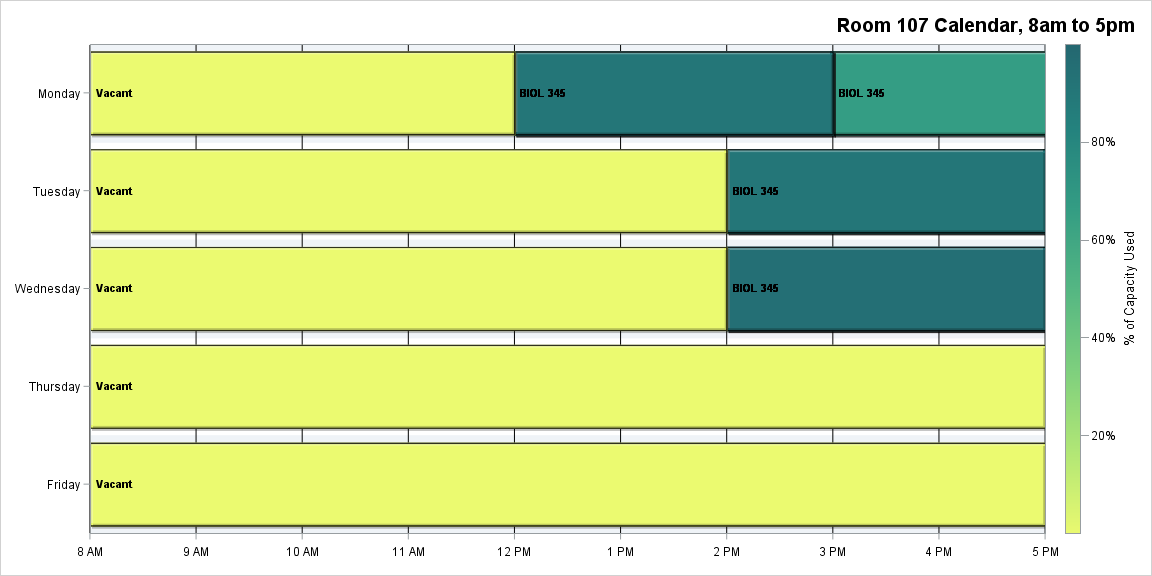 Room 107 Calendar, 8am to 5pm
Monday
Vacant
BIOL 345
BIOL 345
Tuesday
Vacant
BIOL 345
Wednesday
Vacant
BIOL 345
Thursday
Vacant
Friday
Vacant
8 AM
9 AM
10 AM
11 AM
12 PM
1 PM
2 PM
3 PM
4 PM
5 PM
80%
60%
40%
20%
% of Capacity Used